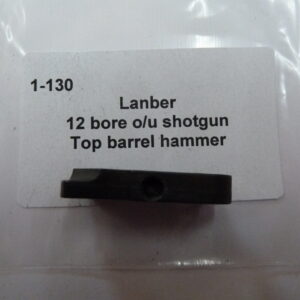 1-130
Lanber
12 bore o/u shotgun
Top barrel hammer